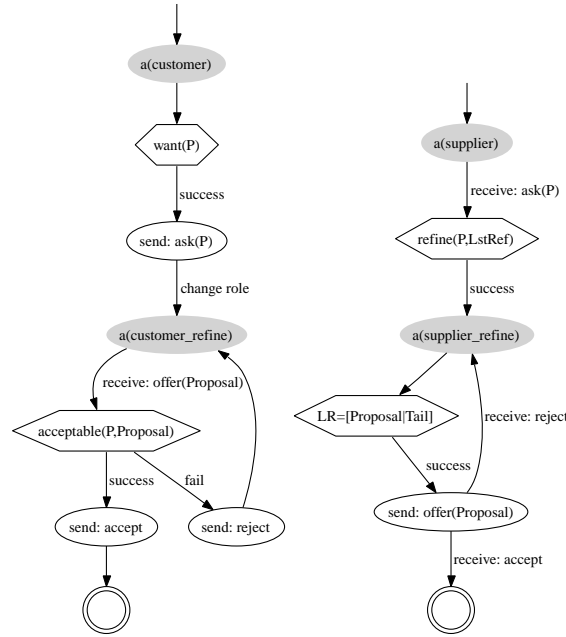 a(customer)
want(P)
success
send: ask(P)
change role
a(customer_refine)
receive: offer(Proposal)
acceptable(P,Proposal)
success
fail
send: accept
send: reject
a(supplier)
receive: ask(P)
refine(P,LstRef)
success
a(supplier_refine)
LR=[Proposal|Tail]
receive: reject
success
send: offer(Proposal)
receive: accept